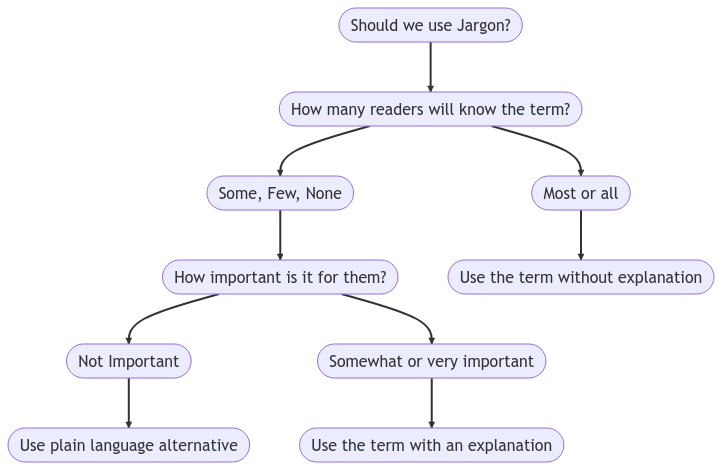 Should we use Jargon?
How many readers will know the term?
Some, Few, None
Most or all
How important is it for them?
Use the term without explanation
Not Important
Somewhat or very important
Use plain language alternative
Use the term with an explanation